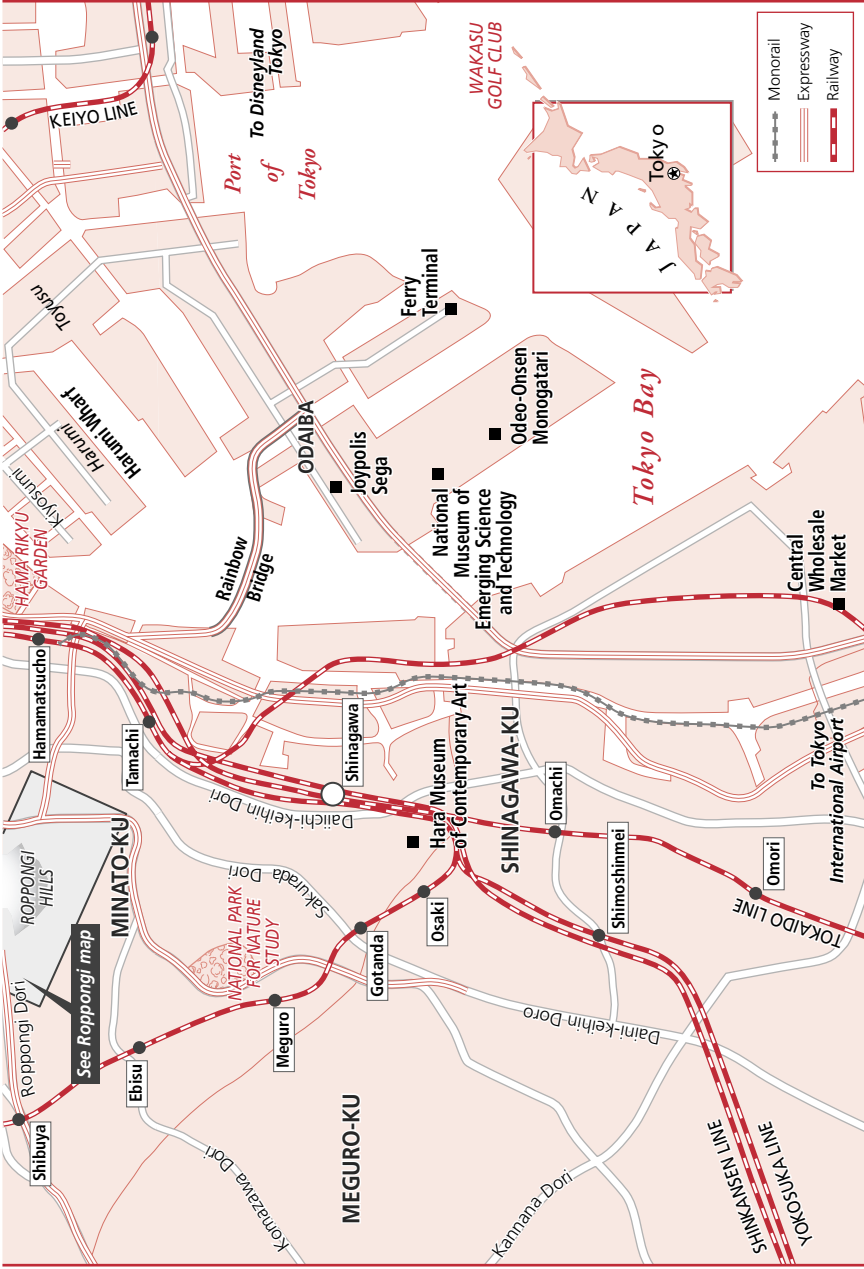 Shibuya
Roppongi Dori
See Roppongi map
ROPPONGI
HILLS
Hamamatsucho
HAMA RIKYU
GARDEN
Kiyosumi
Harumi
Harumi Wharf
Toyusu
KEIYO LINE
To Disneyland
Tokyo
Port
of
Tokyo
Ebisu
MINATO-KU
Tamachi
Rainbow
Bridge
ODAIBA
Ferry
Terminal
WAKASU
GOLF CLUB
Meguro
NATIONAL PARK
FOR NATURE
STUDY
Sakurada Dori
Daiichi-keihin Dori
Shinagawa
Joypolis
Sega
Komazawa Dori
MEGURO-KU
Gotanda
Osaki
Hara Museum
of Contemporary Art
National
Museum of
Emerging Science
and Technology
Odeo-Onsen
Monogatari
JAPAN
Tokyo
Kannana Dori
Daini-keihin Doro
Shimoshinmei
SHINAGAWA-KU
Omachi
Tokyo Bay
SHINKANSEN LINE
YOKOSUKA LINE
TOKAIDO LINE
Omori
To Tokyo
International Airport
Central
Wholesale
Market
Monorail
Expressway
Railway